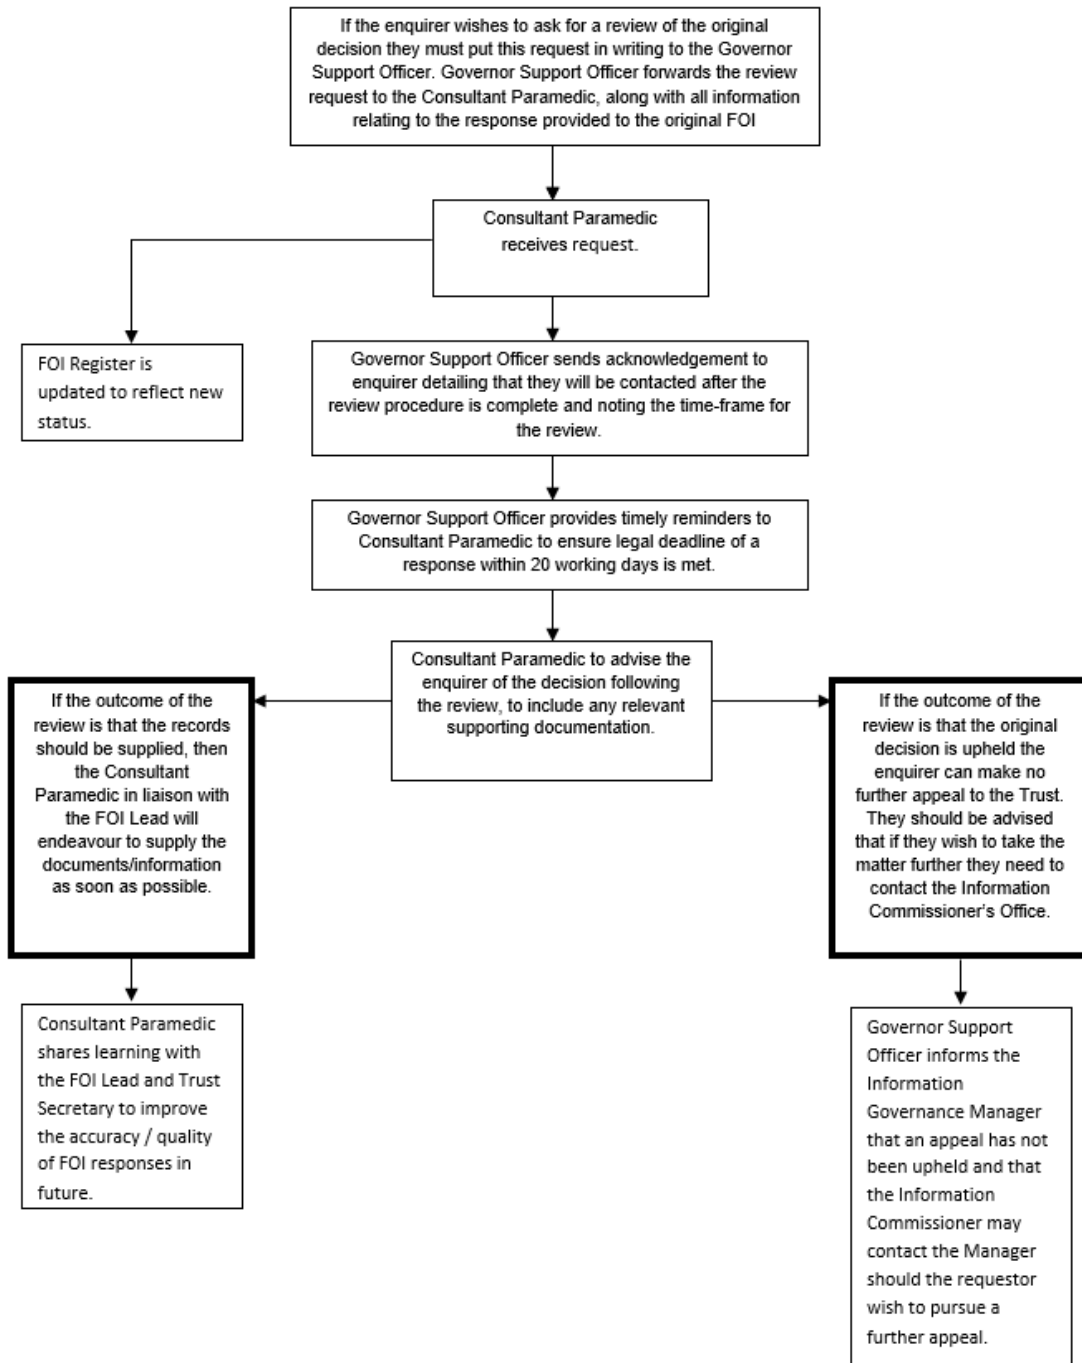 If the enquirer wishes to ask for a review of the original
decision they must put this request in writing to the Governor
Support Officer. Governor Support Officer forwards the review
request to the Consultant Paramedic, along with all information
relating to the response provided to the original FOI
Consultant Paramedic
receives request.
FOI Register is
updated to reflect new
status.
Governor Support Officer sends acknowledgement to
enquirer detailing that they will be contacted after the
review procedure is complete and noting the time-frame for
the review.
Governor Support Officer provides timely reminders to
Consultant Paramedic to ensure legal deadline of a
response within 20 working days is met.
Consultant Paramedic to advise the
enquirer of the decision following
the review, to include any relevant
supporting documentation.
If the outcome of the
review is that the records
should be supplied, then
the Consultant
Paramedic in liaison with
the FOI Lead will
endeavour to supply the
documents/information
as soon as possible.
If the outcome of the
review is that the original
decision is upheld the
enquirer can make no
further appeal to the Trust.
They should be advised
that if they wish to take the
matter further they need to
contact the Information
Commissioner's Office.
Consultant Paramedic
shares learning with
the FOI Lead and Trust
Secretary to improve
the accuracy / quality
of FOI responses in
future.
Governor Support
Officer informs the
Information
Governance Manager
that an appeal has not
been upheld and that
the Information
Commissioner may
contact the Manager
should the requestor
wish to pursue a
further appeal.